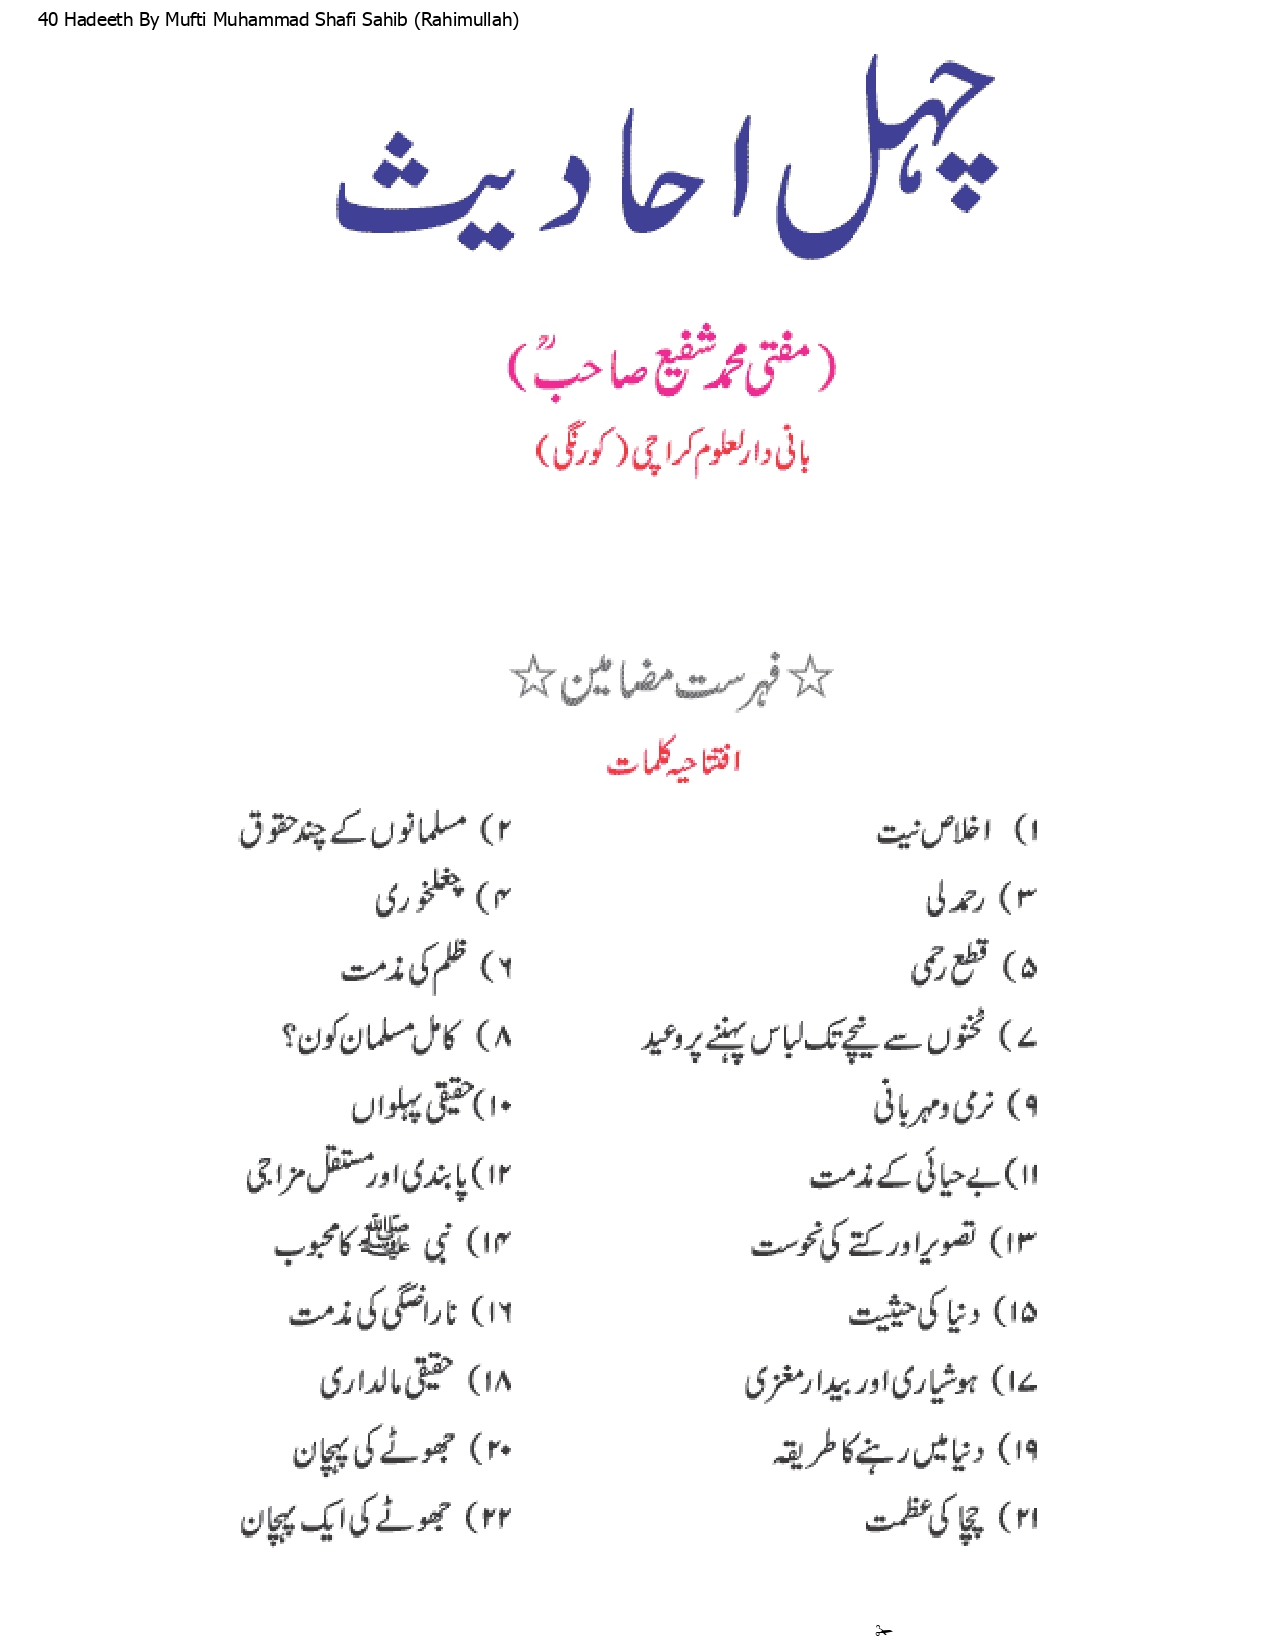 40 Hadeeth By Mufti Muhammad Shafi Sahib (Rahimullah)
چہل احادیث
(مفتی محمد شفیع صاحبؒ)
بانی دارلعلوم کراچی (کورنگی)
☆ فہرست مضامین ☆
افتتاحیہ کلمات
۱) اخلاص نیت ۲) مسلمانوں کے چند حقوق
۳) رحمدلی ۴) چغلخوری
۵) قطع رحمی ۶) ظلم کی مذمت
۷) ٹخنوں سے نیچے تک لباس پہننے پر وعید ۸) کامل مسلمان کون؟
۹) نرمی و مہربانی ۱۰) حقیقی پہلواں
۱۱) بے حیائی کے مذمت ۱۲) پابندی اور مستقل مزاجی
۱۳) تصویر اور کتے کی نحوست ۱۴) نبی ﷺ کا محبوب
۱۵) دنیا کی حیثیت ۱۶) ناراضگی کی مذمت
۱۷) ہوشیاری اور بیدار مغزی ۱۸) حقیقی مالداری
۱۹) دنیا میں رہنے کا طریقہ ۲۰) جھوٹے کی پہچان
۲۱) چچا کی عظمت ۲۲) جھوٹے کی ایک پہچان